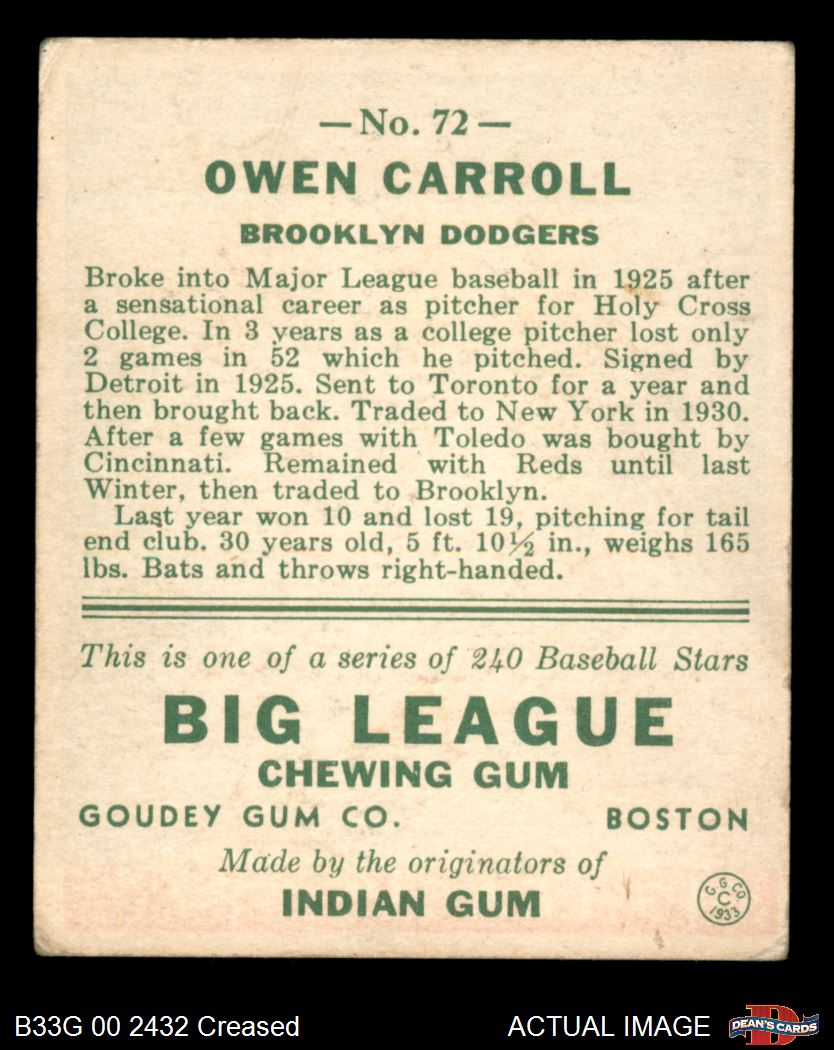 —No. 72—
OWEN CARROLL
BROOKLYN DODGERS
Broke into Major League baseball in 1925 after
a sensational career as pitcher for Holy Cross
College. In 3 years as a college pitcher lost only
2 games in 52 which he pitched. Signed by
Detroit in 1925. Sent to Toronto for a year and
then brought back. Traded to New York in 1930.
After a few games with Toledo was bought by
Cincinnati. Remained with Reds until last
Winter, then traded to Brooklyn.
Last year won 10 and lost 19, pitching for tail
end club. 30 years old, 5 ft. 10½ in., weighs 165
lbs. Bats and throws right-handed.
This is one of a series of 240 Baseball Stars
BIG LEAGUE
CHEWING GUM
GOUDEY GUM CO. BOSTON
Made by the originators of
INDIAN GUM
G. G. CO.
C
1933
B33G 00 2432 Creased ACTUAL IMAGE
D
DEAN'S CARDS